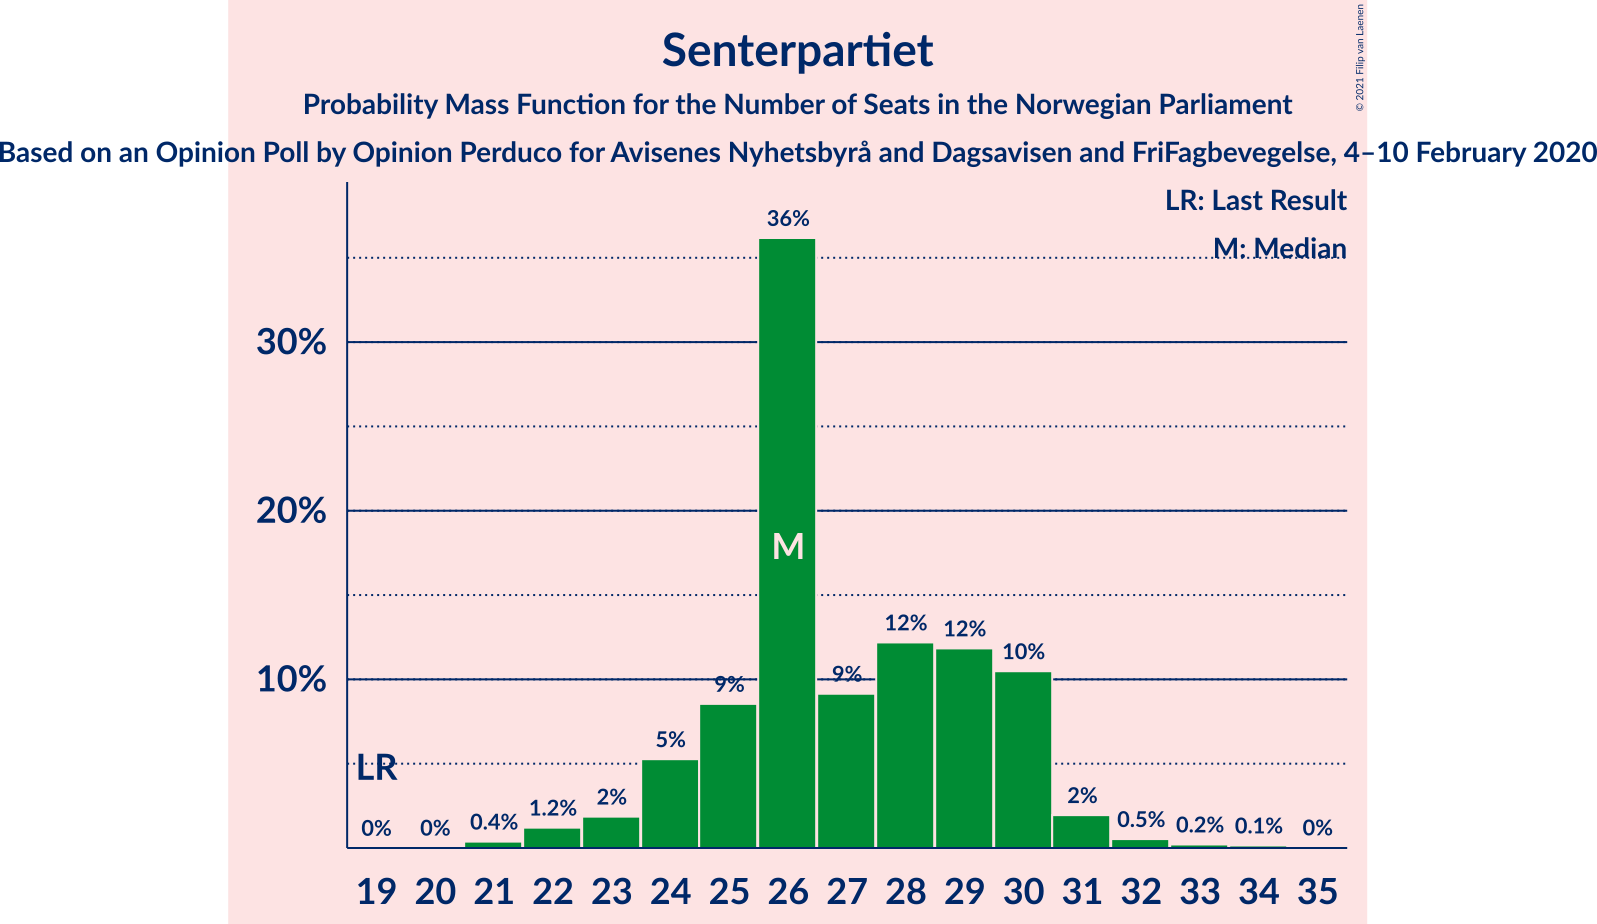 Senterpartiet
Probability Mass Function for the Number of Seats in the Norwegian Parliament
Based on an Opinion Poll by Opinion Perduco for Avisenes Nyhetsbyrå and Dagsavisen and FriFagbevegelse, 4–10 February 2020
© 2021 Filip van Laenen
LR: Last Result
M: Median
30%
20%
10%
LR
M
0% 0% 0.4% 1.2% 2% 5% 9% 36% 9% 12% 12% 10% 2% 0.5% 0.2% 0.1% 0%
19 20 21 22 23 24 25 26 27 28 29 30 31 32 33 34 35